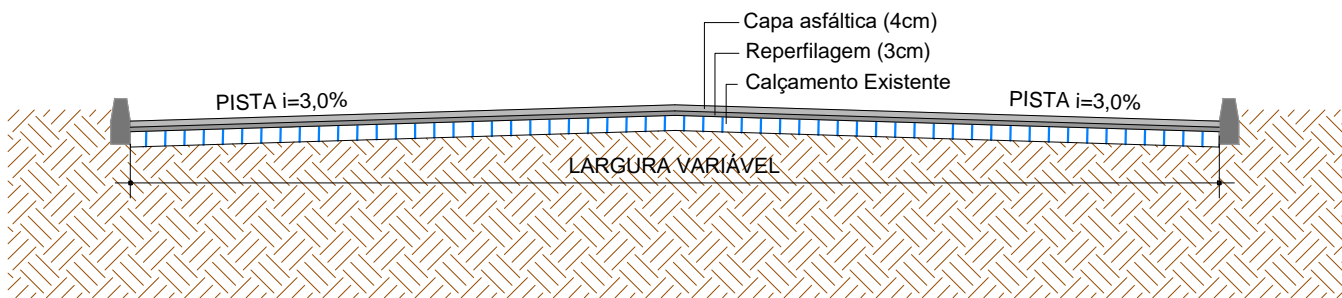 Capa asfáltica (4cm)
Reperfilagem (3cm)
Calçamento Existente
PISTA i=3,0%
PISTA i=3,0%
LARGURA VARIÁVEL